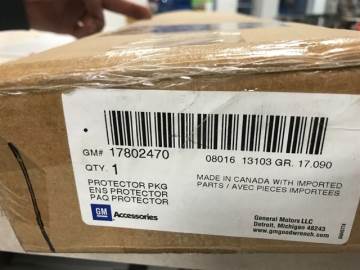 GM# 17802470
08016 13103 GR. 17.090
QTY. 1
MADE IN CANADA WITH IMPORTED
PARTS / AVEC PIECES IMPORTEES
PROTECTOR PKG
ENS PROTECTOR
PAQ PROTECTOR
GM
Accessories
General Motors LLC
Detroit, Michigan 48243
www.gmgoodwrench.com